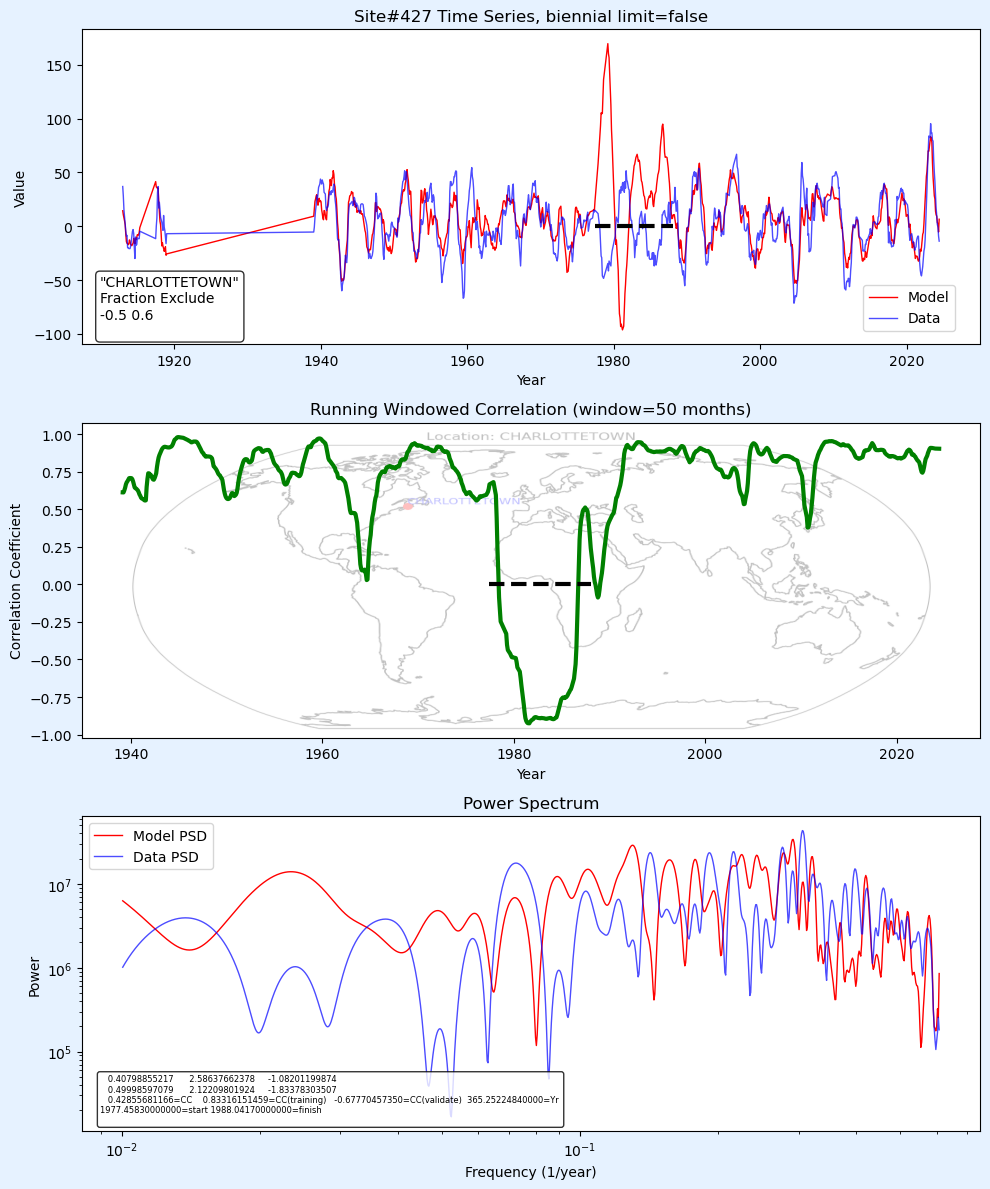 Site#427 Time Series, biennial limit=false
150
100
50
0
−50
−100
Value
"CHARLOTTETOWN"
Fraction Exclude
-0.5 0.6
Model
Data
1920
1940
1960
1980
2000
2020
Year
Running Windowed Correlation (window=50 months)
Location: CHARLOTTETOWN
CHARLOTTETOWN
1.00
0.75
0.50
0.25
0.00
−0.25
−0.50
−0.75
−1.00
Correlation Coefficient
1940
1960
1980
2000
2020
Year
Power Spectrum
Model PSD
Data PSD
10⁷
10⁶
10⁵
Power
0.40798855217 2.58637662378 -1.08201199874
0.49998597079 2.12209801924 -1.83378303507
0.42855681166=CC 0.83316151459=CC(training) -0.67770457350=CC(validate) 365.25224840000=Yr
1977.45830000000=start 1988.04170000000=finish
10⁻²
10⁻¹
Frequency (1/year)